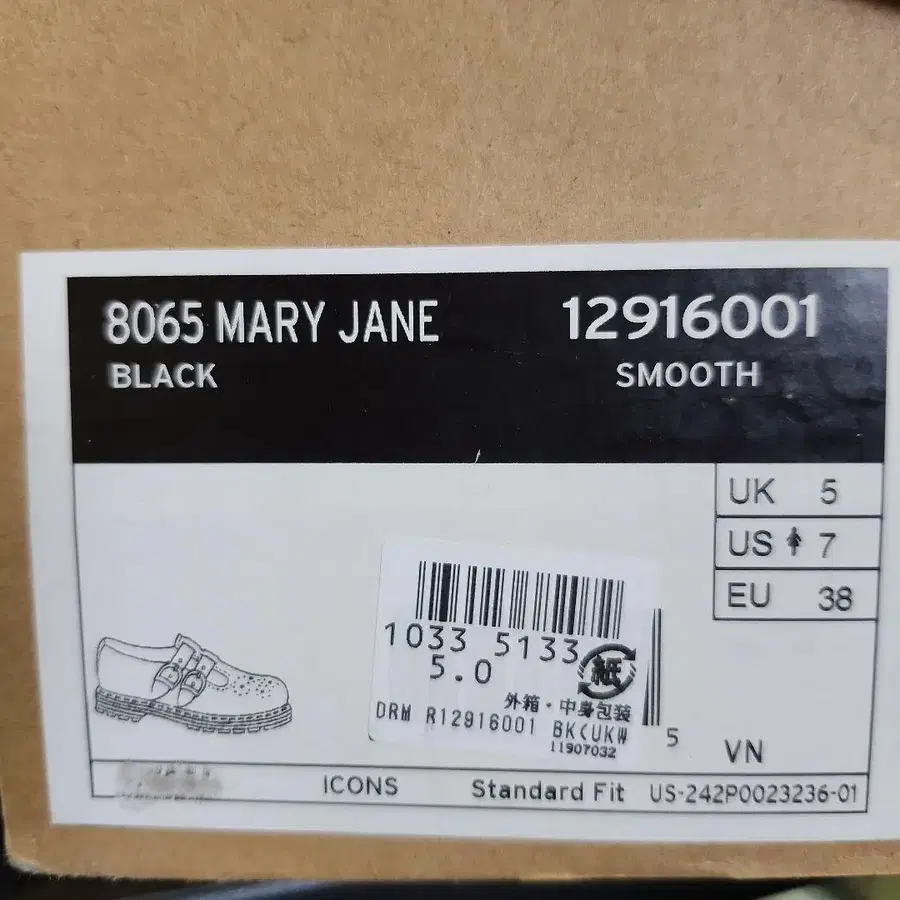 8065 MARY JANE 12916001
BLACK SMOOTH
UK 5
US 7
EU 38
1033 5133
5.0
紙
外箱・中身包装
DRM R12916001 BK(UKW
11907032
5
VN
ICONS Standard Fit US-242P0023236-01